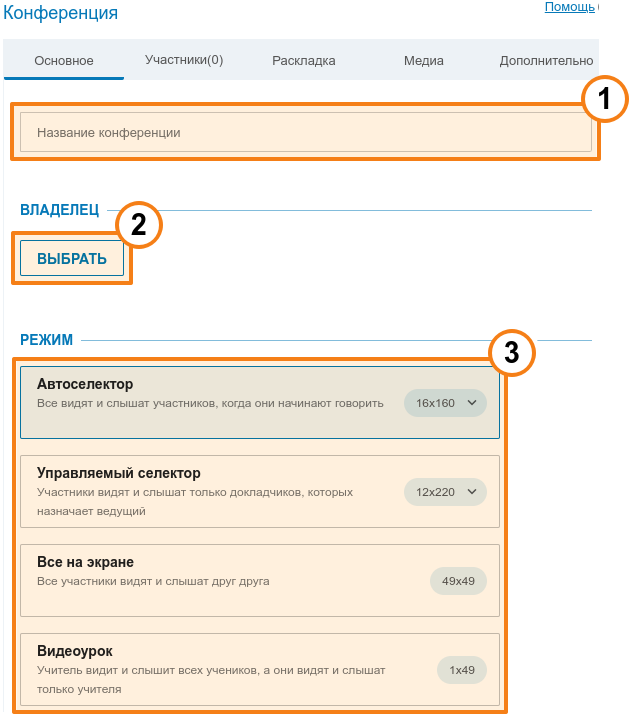 Конференция
Помощь
Основное
Участники(0)
Раскладка
Медиа
Дополнительно
1
Название конференции
ВЛАДЕЛЕЦ
2
ВЫБРАТЬ
РЕЖИМ
3
Автоселектор
Все видят и слышат участников, когда они начинают говорить
16x160
Управляемый селектор
Участники видят и слышат только докладчиков, которых
назначает ведущий
12x220
Все на экране
Все участники видят и слышат друг друга
49x49
Видеоурок
Учитель видит и слышит всех учеников, а они видят и слышат
только учителя
1x49